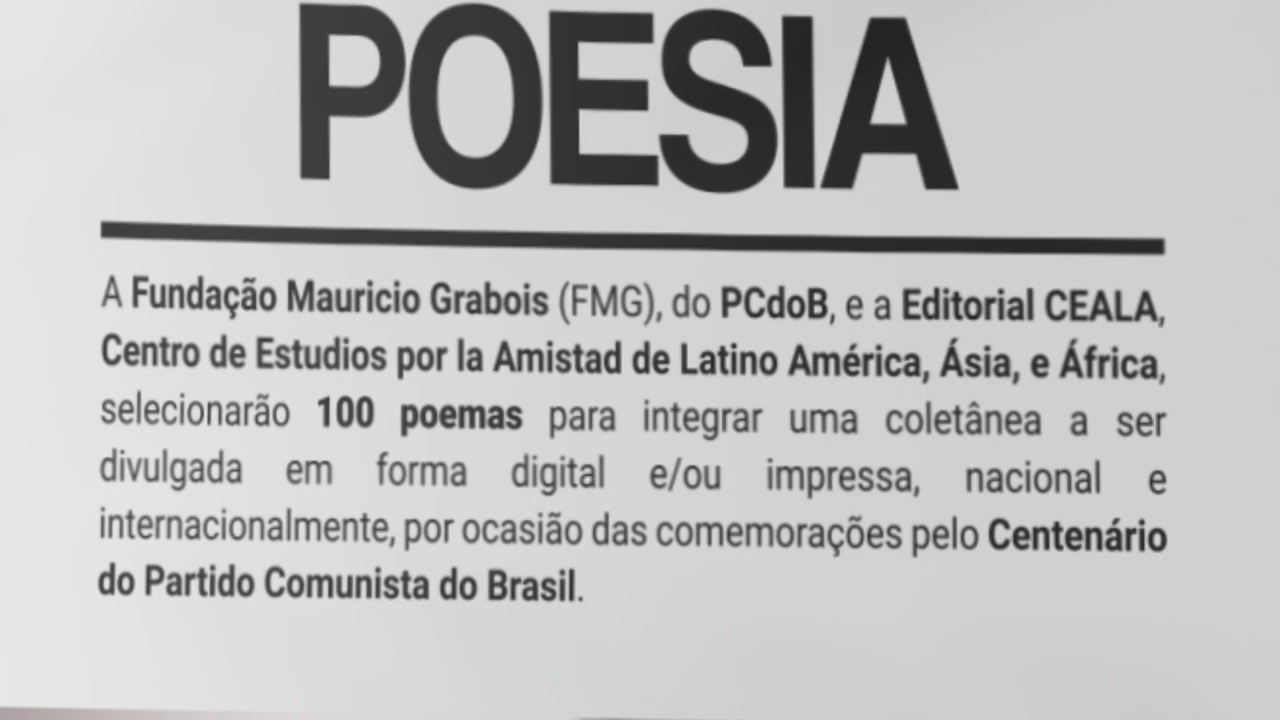 POESIA
A Fundação Mauricio Grabois (FMG), do PCdoB, e a Editorial CEALA,
Centro de Estudios por la Amistad de Latino América, Ásia, e África,
selecionarão 100 poemas para integrar uma coletânea a ser
divulgada em forma digital e/ou impressa, nacional e
internacionalmente, por ocasião das comemorações pelo Centenário
do Partido Comunista do Brasil.